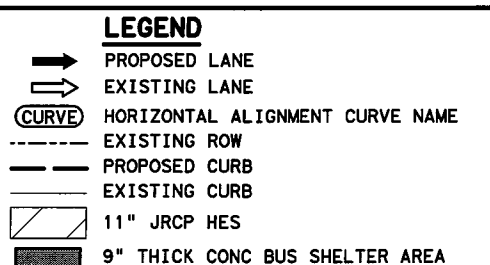 LEGEND
PROPOSED LANE
EXISTING LANE
CURVE HORIZONTAL ALIGNMENT CURVE NAME
EXISTING ROW
PROPOSED CURB
EXISTING CURB
11" JRCP HES
9" THICK CONC BUS SHELTER AREA